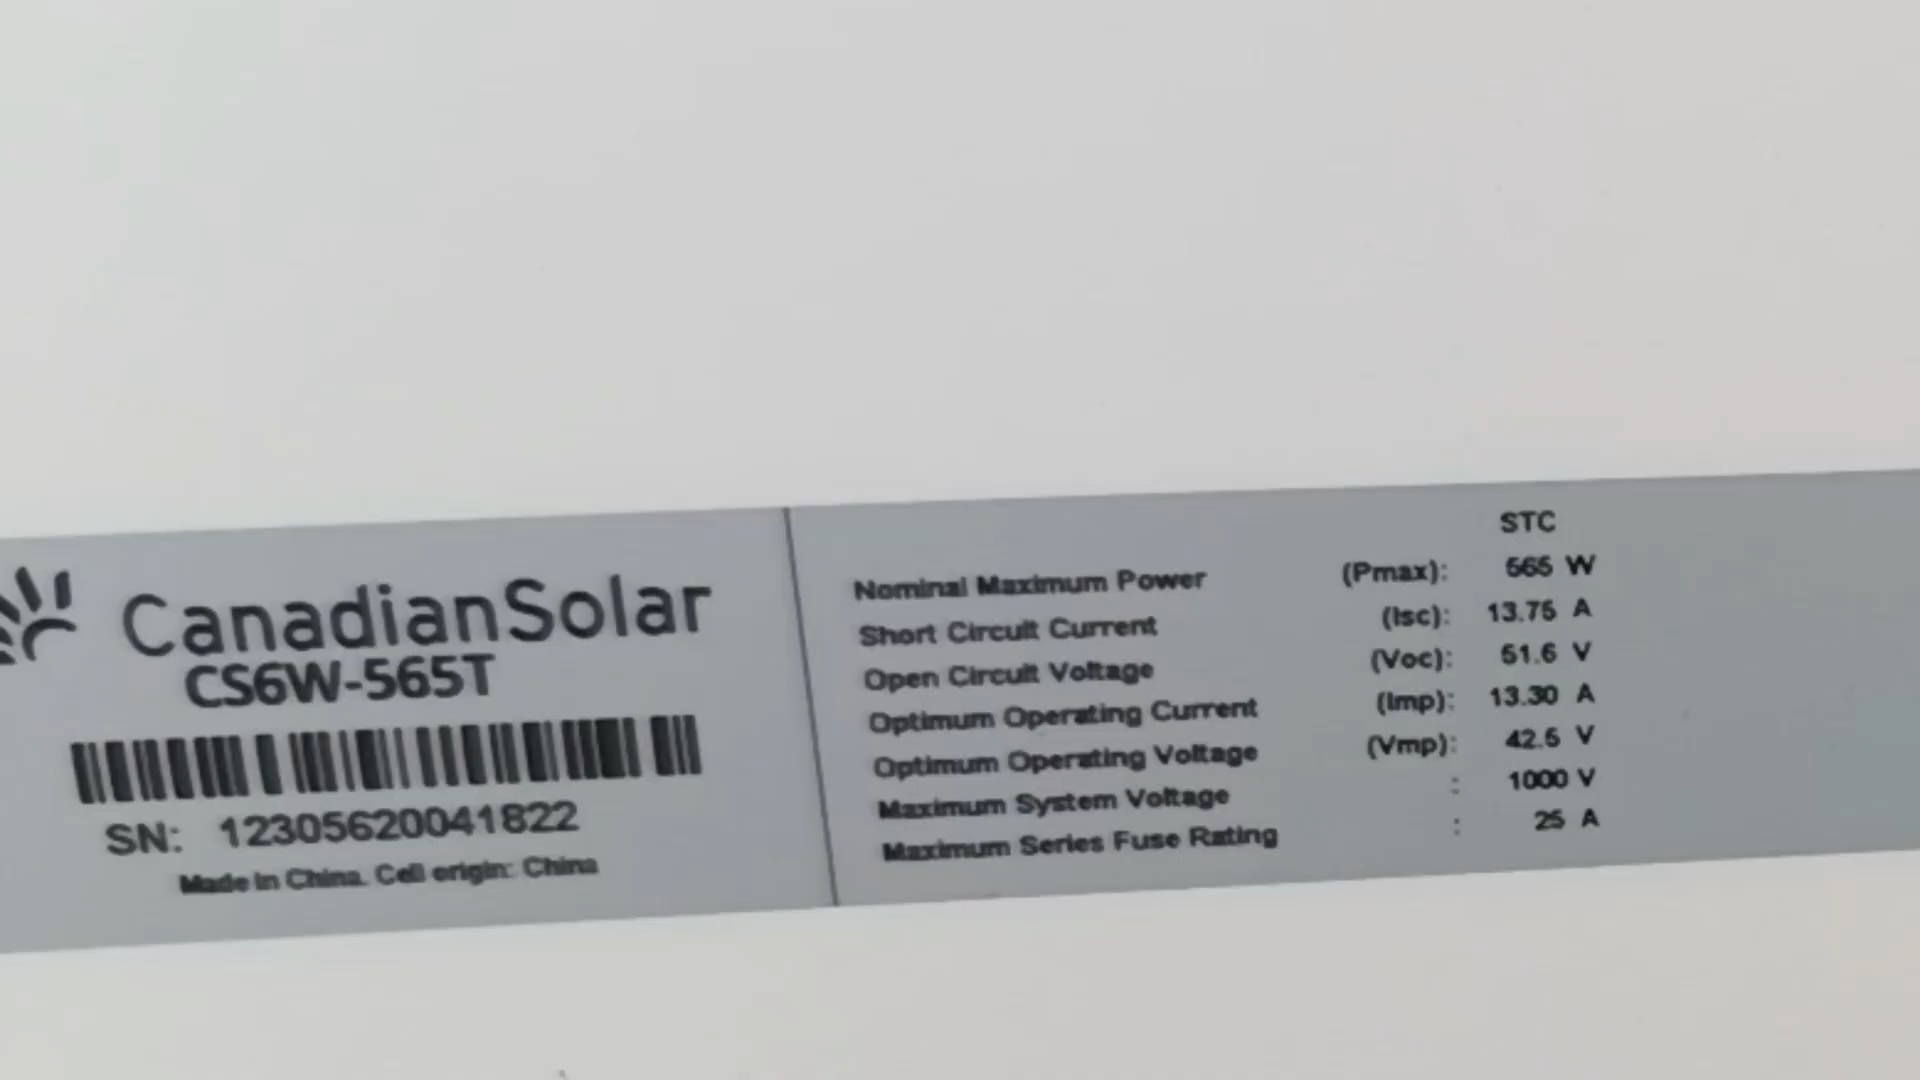 CanadianSolar
CS6W-565T
SN: 12305620041822
Made in China. Cell origin: China
STC
Nominal Maximum Power (Pmax): 565 W
Short Circuit Current (Isc): 13.75 A
Open Circuit Voltage (Voc): 51.6 V
Optimum Operating Current (Imp): 13.30 A
Optimum Operating Voltage (Vmp): 42.5 V
Maximum System Voltage : 1000 V
Maximum Series Fuse Rating : 25 A